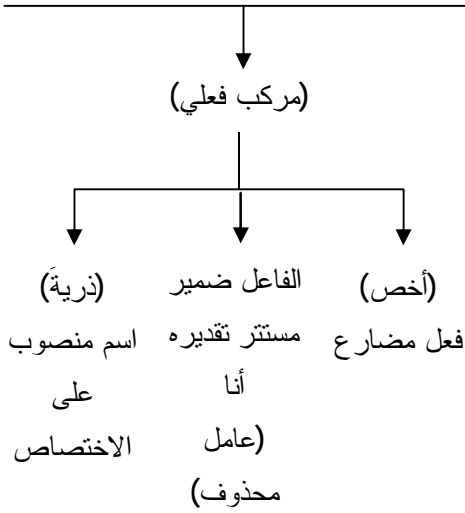 (مركب فعلي)
(أخص)
فعل مضارع
الفاعل ضمير
مستتر تقديره
أنا
(عامل
محذوف)
(ذريةَ)
اسم منصوب
على
الاختصاص